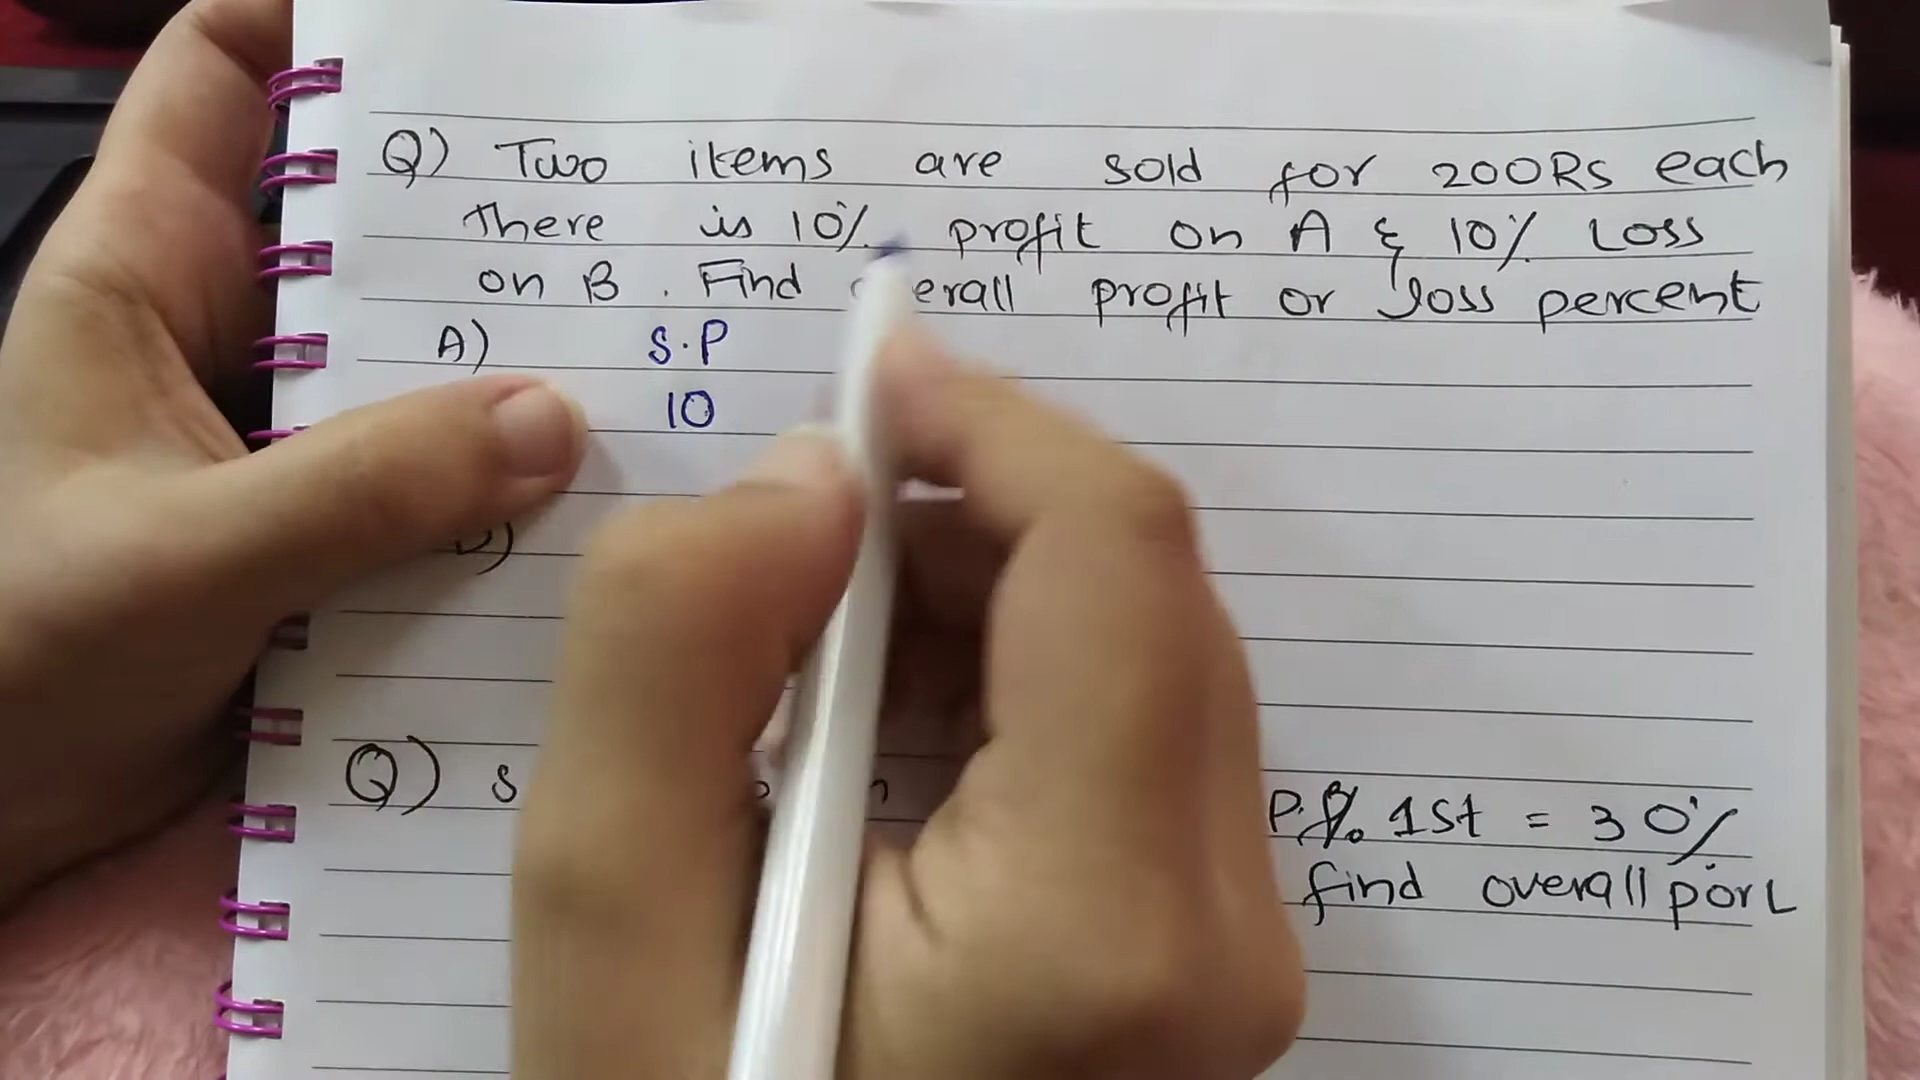 Q) Two items are sold for 200Rs each
There is 10% profit on A & 10% Loss
on B . Find erall profit or loss percent
A) S.P
10
)
Q) S P.%. 1st = 30%
find overall p or L